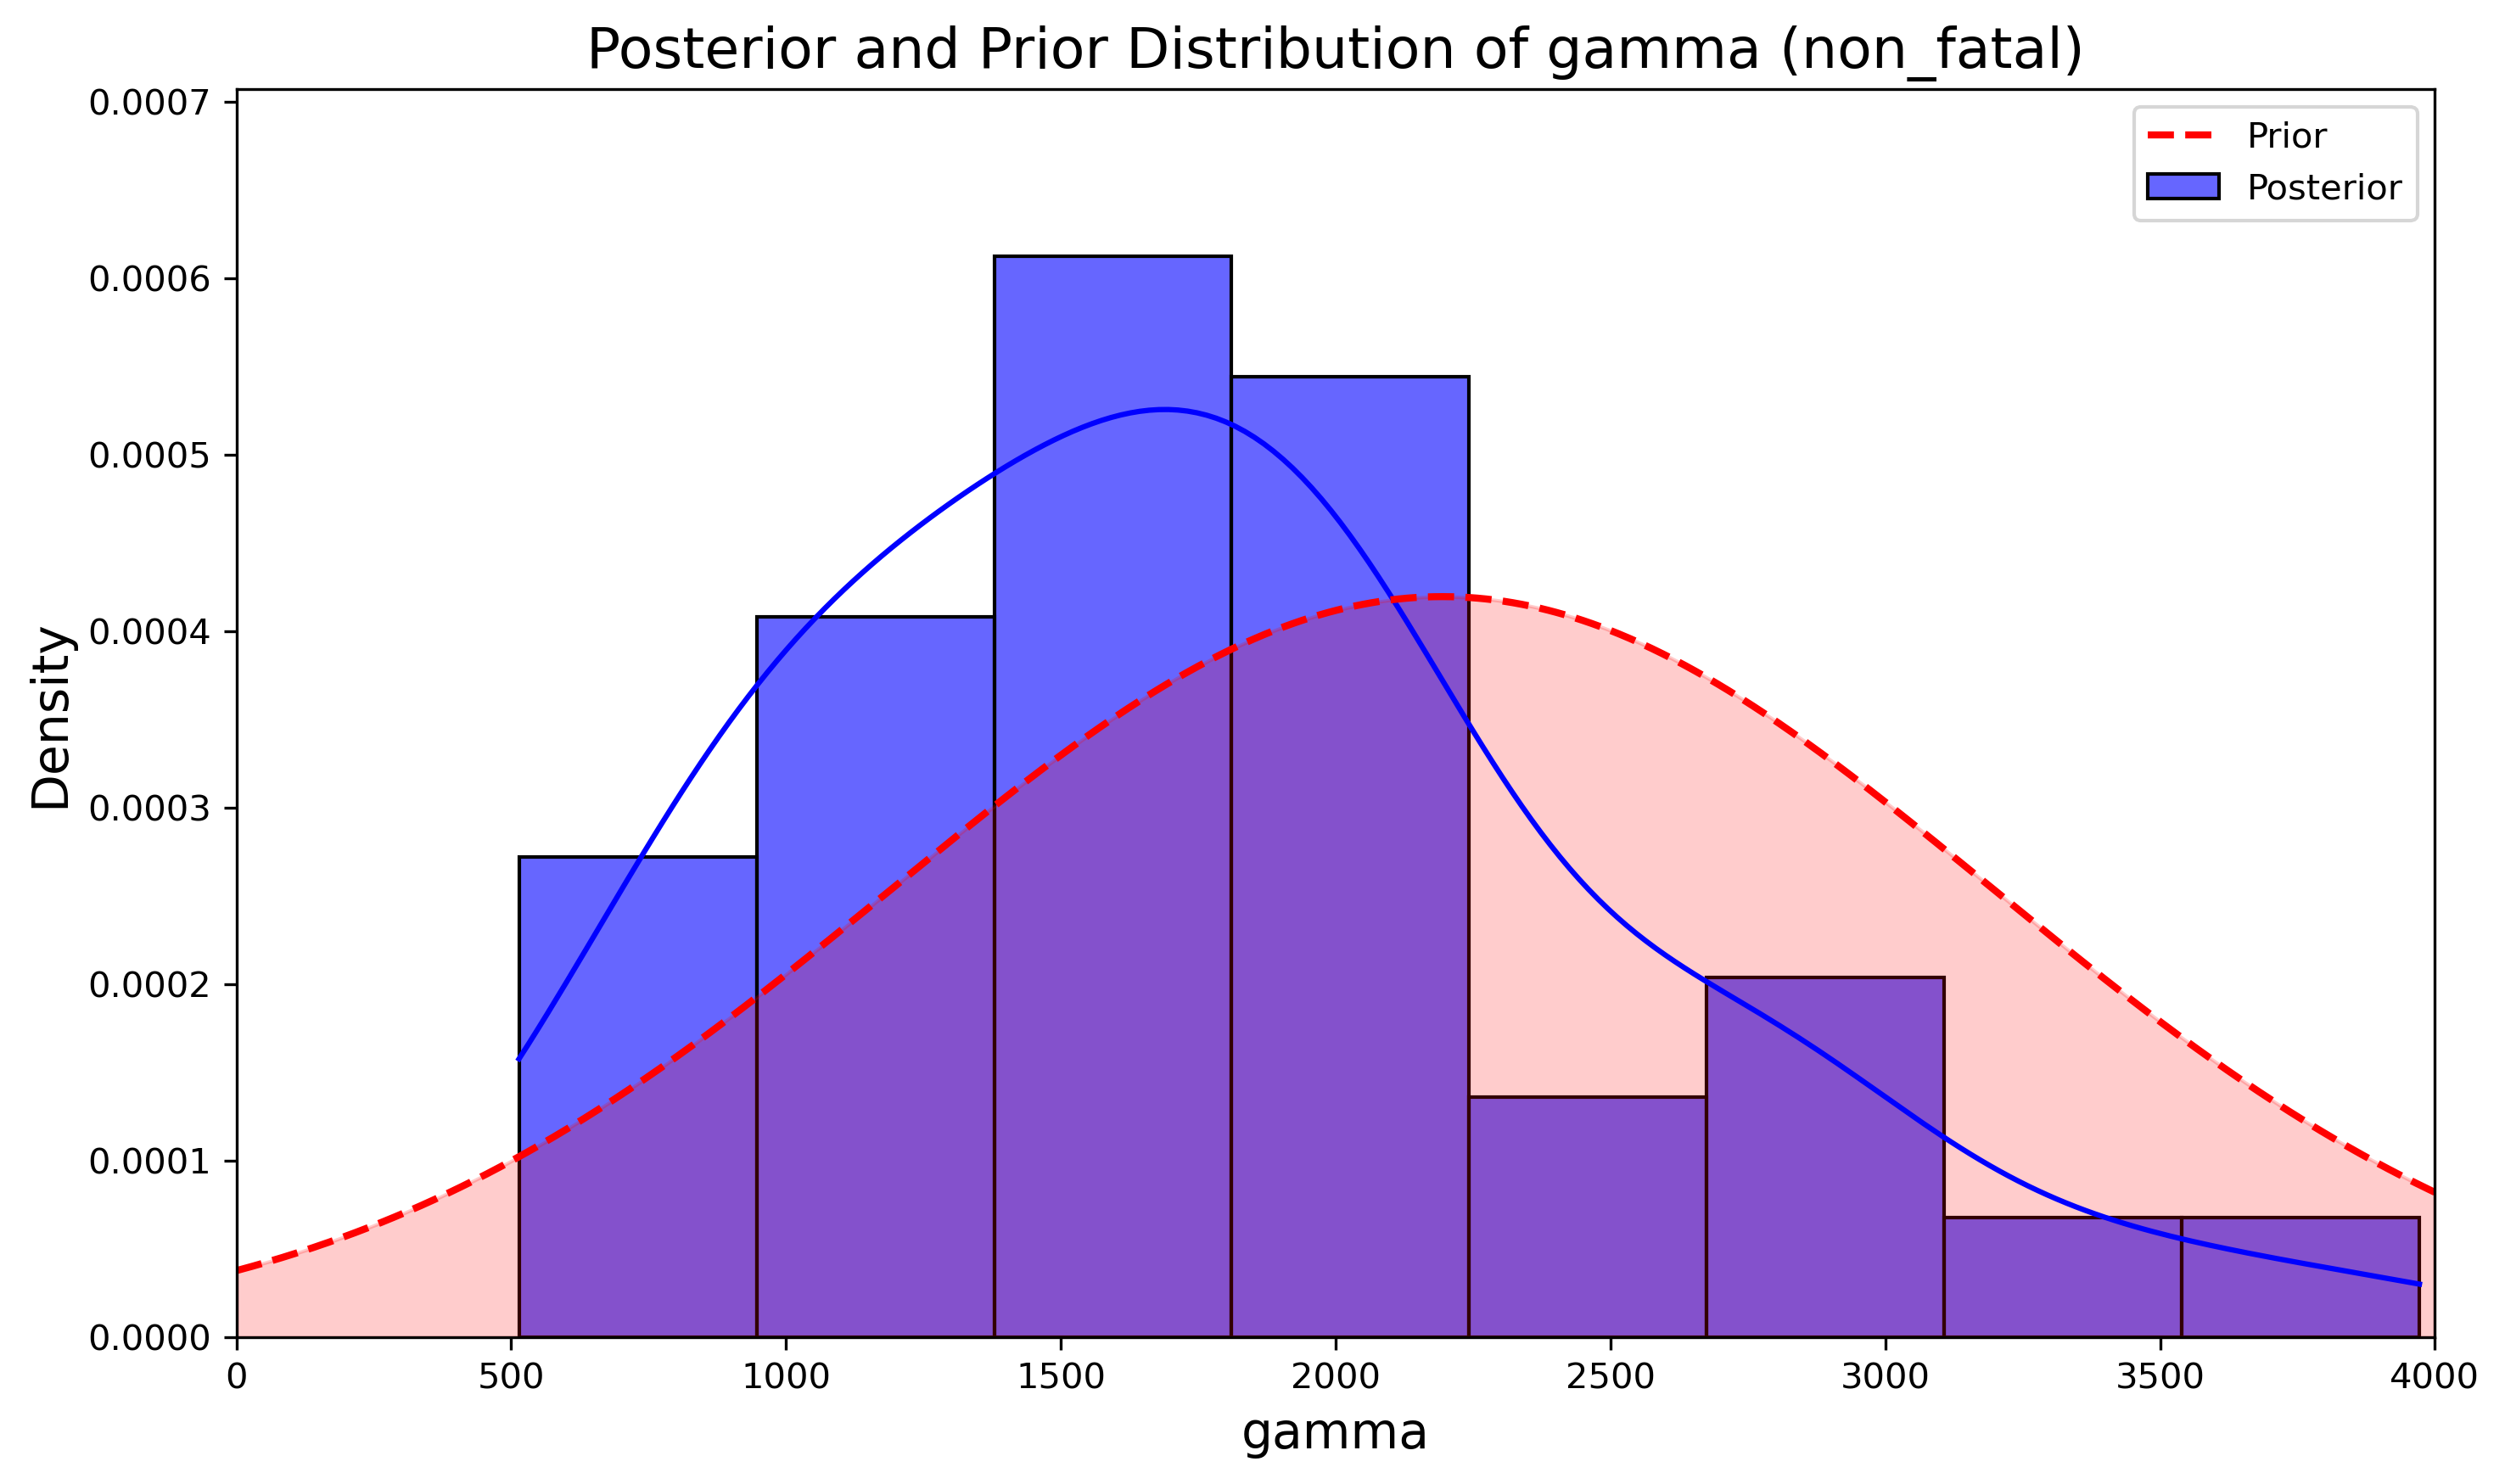 Posterior and Prior Distribution of gamma (non_fatal)
Prior
Posterior
Density
0.0007
0.0006
0.0005
0.0004
0.0003
0.0002
0.0001
0.0000
0 500 1000 1500 2000 2500 3000 3500 4000
gamma